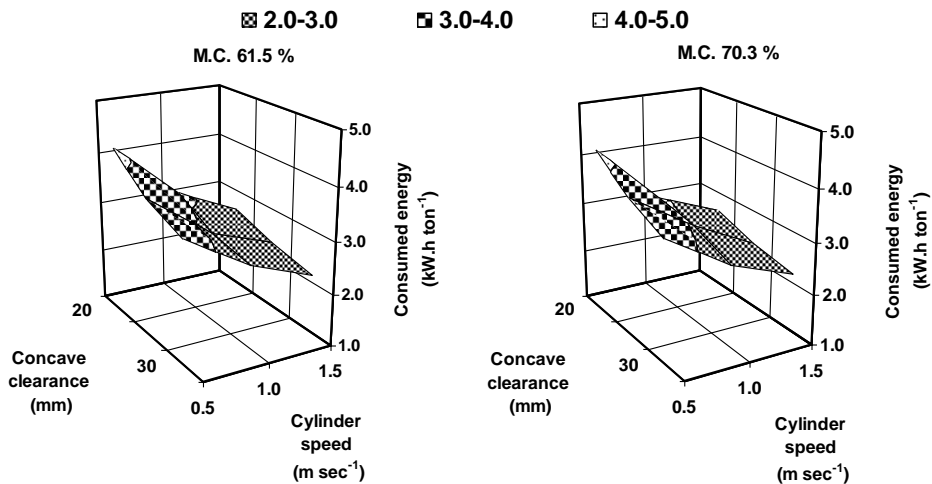 2.0-3.0 3.0-4.0 4.0-5.0
M.C. 61.5 %
5.0
4.0
3.0
2.0
1.0
Consumed energy
(kW.h ton⁻¹)
20
30
Concave
clearance
(mm)
0.5
1.0
1.5
Cylinder
speed
(m sec⁻¹)
M.C. 70.3 %
5.0
4.0
3.0
2.0
1.0
Consumed energy
(kW.h ton⁻¹)
20
30
Concave
clearance
(mm)
0.5
1.0
1.5
Cylinder
speed
(m sec⁻¹)